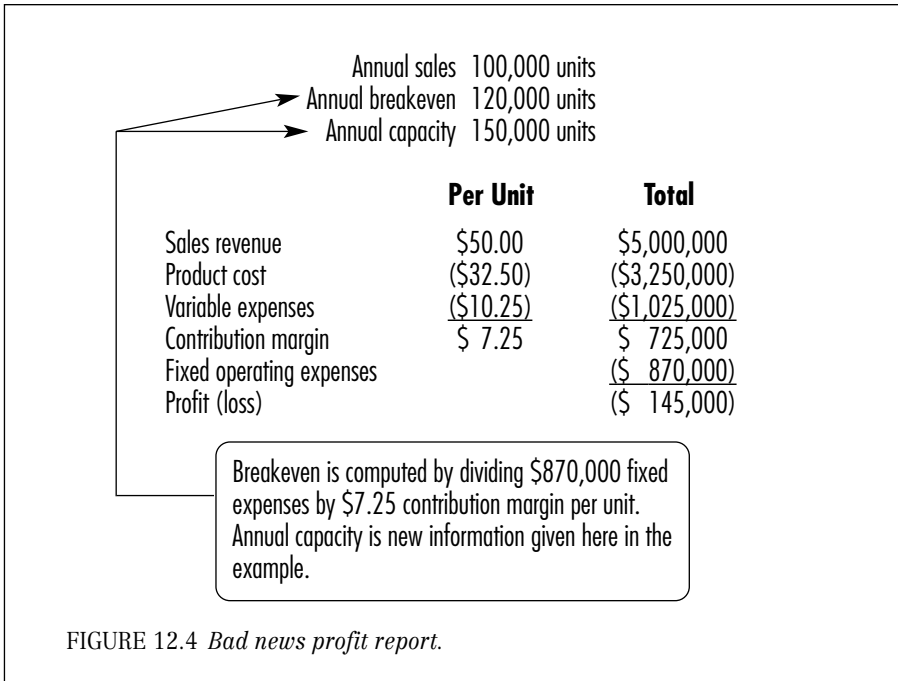 Annual sales 100,000 units
Annual breakeven 120,000 units
Annual capacity 150,000 units
Per Unit Total
Sales revenue $50.00 $5,000,000
Product cost ($32.50) ($3,250,000)
Variable expenses ($10.25) ($1,025,000)
Contribution margin $ 7.25 $ 725,000
Fixed operating expenses ($ 870,000)
Profit (loss) ($ 145,000)
Breakeven is computed by dividing $870,000 fixed
expenses by $7.25 contribution margin per unit.
Annual capacity is new information given here in the
example.
FIGURE 12.4 Bad news profit report.